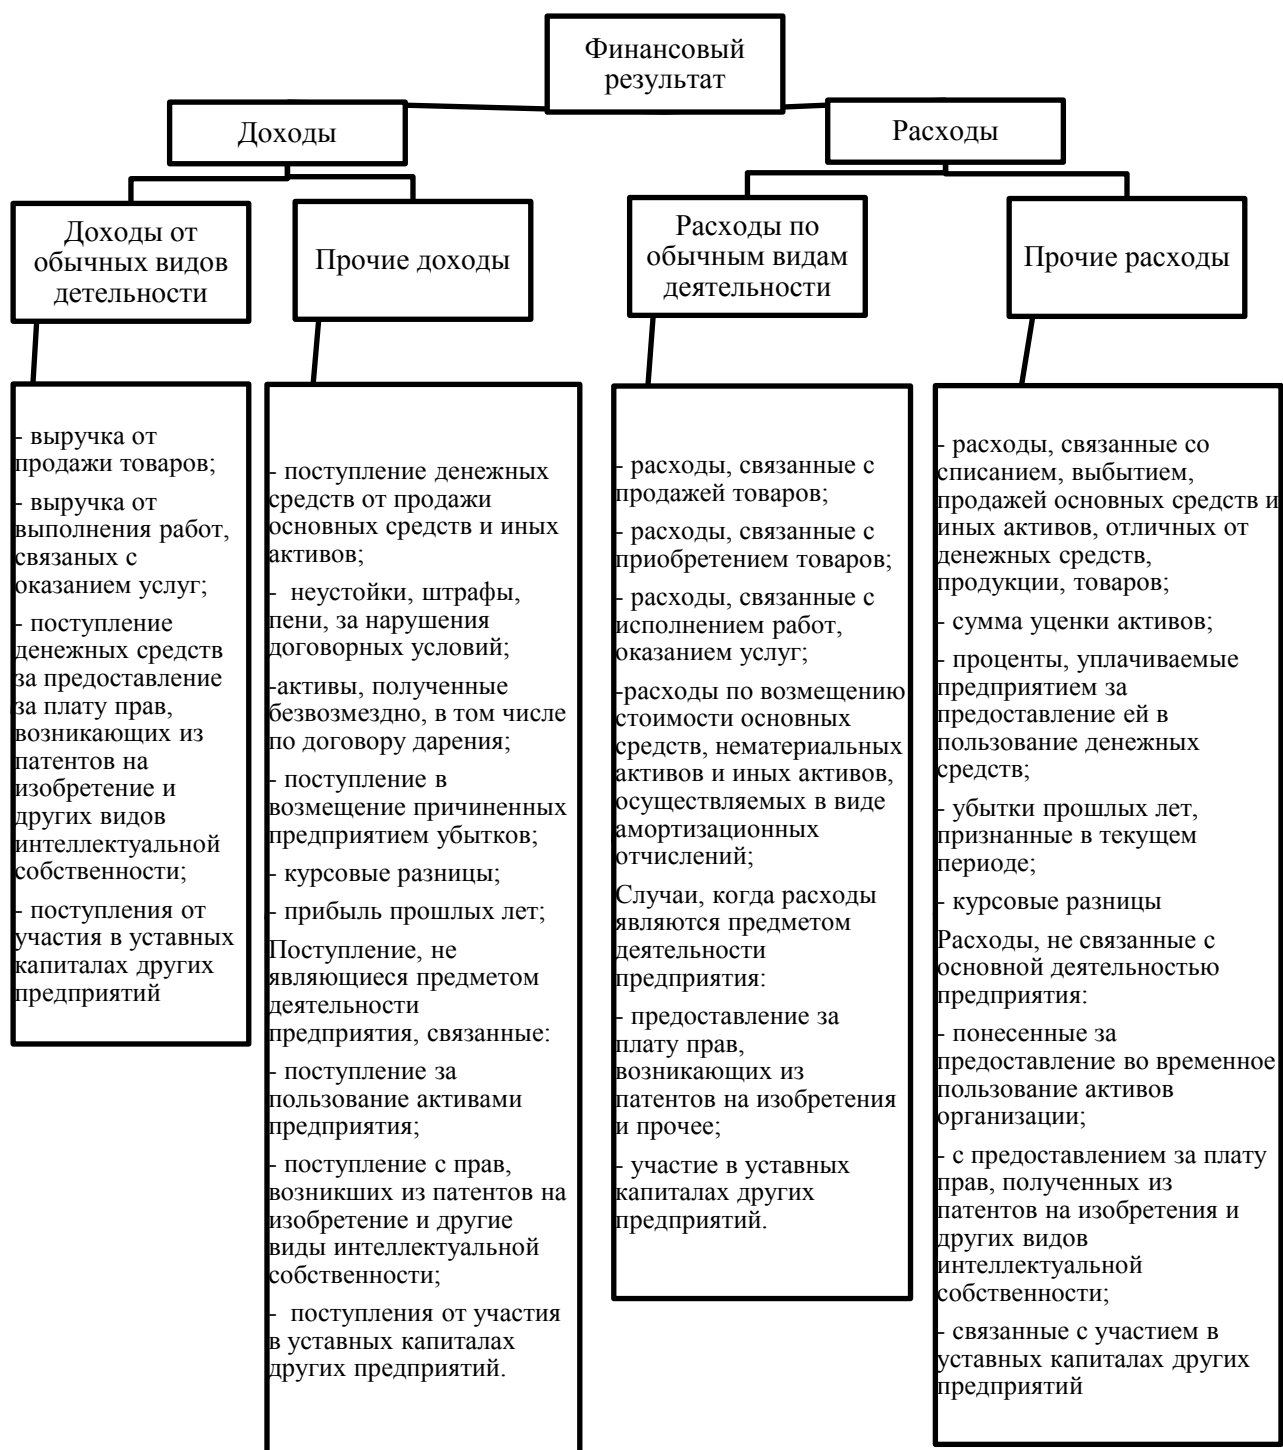 Финансовый
результат
Доходы
Расходы
Доходы от
обычных видов
детельности
Прочие доходы
Расходы по
обычным видам
деятельности
Прочие расходы
- выручка от
продажи товаров;
- выручка от
выполнения работ,
связаных с
оказанием услуг;
- поступление
денежных средств
за предоставление
за плату прав,
возникающих из
патентов на
изобретение и
других видов
интеллектуальной
собственности;
- поступления от
участия в уставных
капиталах других
предприятий
- поступление денежных
средств от продажи
основных средств и иных
активов;
- неустойки, штрафы,
пени, за нарушения
договорных условий;
-активы, полученные
безвозмездно, в том числе
по договору дарения;
- поступление в
возмещение причиненных
предприятием убытков;
- курсовые разницы;
- прибыль прошлых лет;
Поступление, не
являющиеся предметом
деятельности
предприятия, связанные:
- поступление за
пользование активами
предприятия;
- поступление с прав,
возникших из патентов на
изобретение и другие
виды интеллектуальной
собственности;
- поступления от участия
в уставных капиталах
других предприятий.
- расходы, связанные с
продажей товаров;
- расходы, связанные с
приобретением товаров;
- расходы, связанные с
исполнением работ,
оказанием услуг;
-расходы по возмещению
стоимости основных
средств, нематериальных
активов и иных активов,
осуществляемых в виде
амортизационных
отчислений;
Случаи, когда расходы
являются предметом
деятельности
предприятия:
- предоставление за
плату прав,
возникающих из
патентов на изобретения
и прочее;
- участие в уставных
капиталах других
предприятий.
- расходы, связанные со
списанием, выбытием,
продажей основных средств и
иных активов, отличных от
денежных средств,
продукции, товаров;
- сумма уценки активов;
- проценты, уплачиваемые
предприятием за
предоставление ей в
пользование денежных
средств;
- убытки прошлых лет,
признанные в текущем
периоде;
- курсовые разницы
Расходы, не связанные с
основной деятельностью
предприятия:
- понесенные за
предоставление во временное
пользование активов
организации;
- с предоставлением за плату
прав, полученных из
патентов на изобретения и
других видов
интеллектуальной
собственности;
- связанные с участием в
уставных капиталах других
предприятий